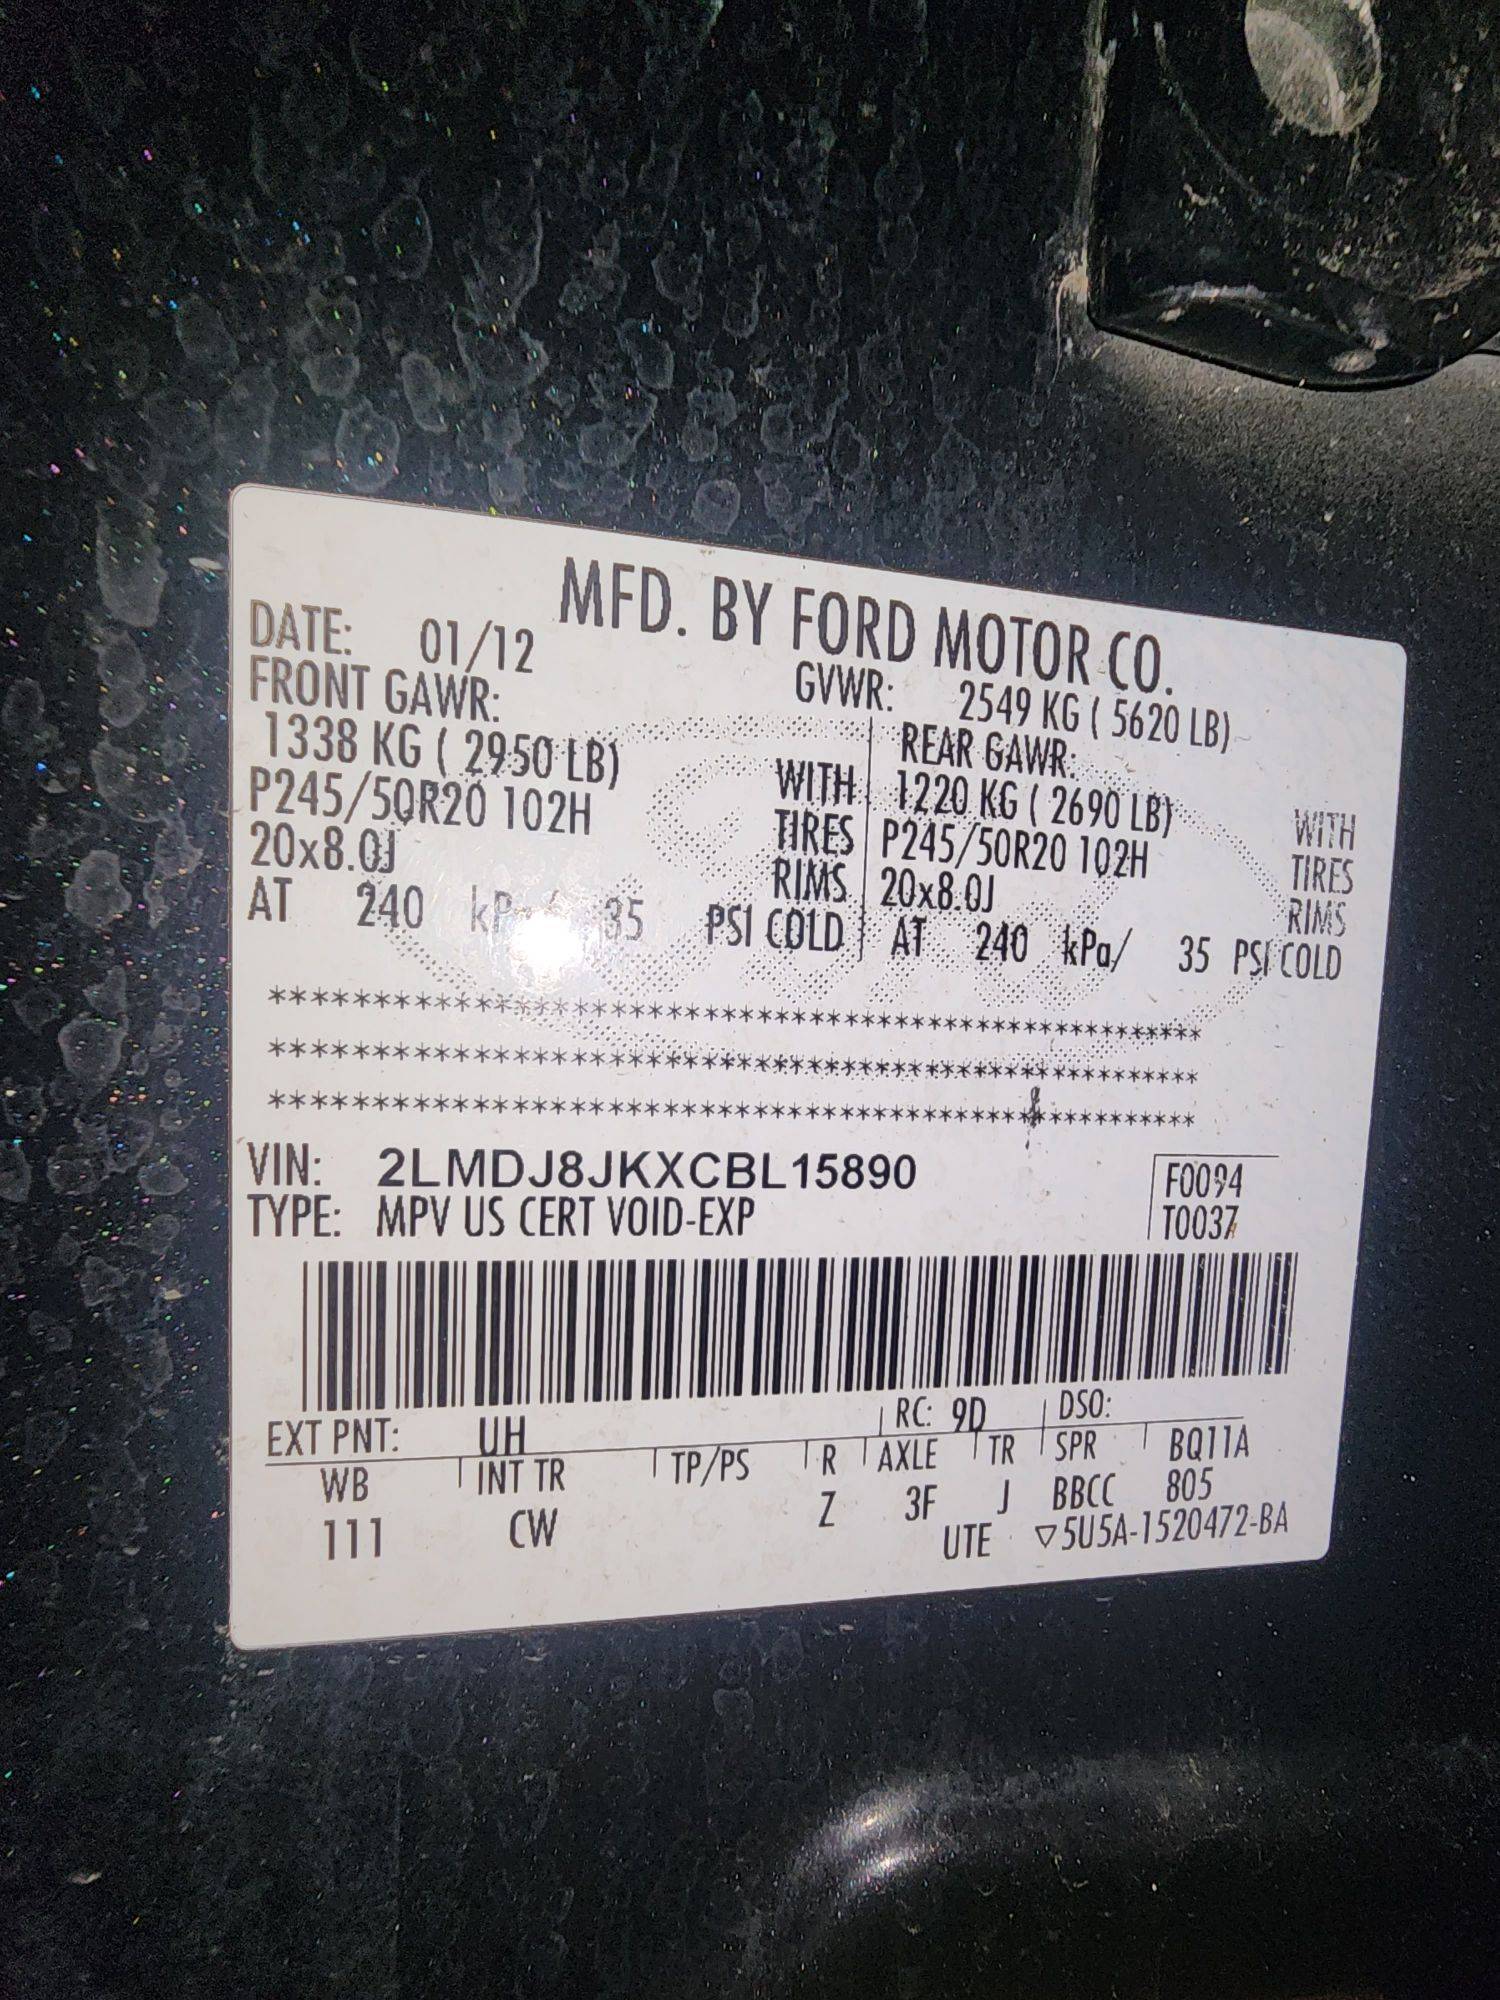 MFD. BY FORD MOTOR CO.
DATE: 01/12 GVWR: 2549 KG ( 5620 LB)
FRONT GAWR: REAR GAWR:
1338 KG ( 2950 LB) WITH 1220 KG ( 2690 LB) WITH
P245/50R20 102H TIRES P245/50R20 102H TIRES
20x8.0J RIMS 20x8.0J RIMS
AT 240 kPa/ 35 PSI COLD AT 240 kPa/ 35 PSI COLD
VIN: 2LMDJ8JKXCBL15890 F0094
TYPE: MPV US CERT VOID-EXP T0037
EXT PNT: UH RC: 9D DSO:
WB INT TR TP/PS R AXLE TR SPR BQ11A
111 CW Z 3F J BBCC 805
UTE ▽5U5A-1520472-BA